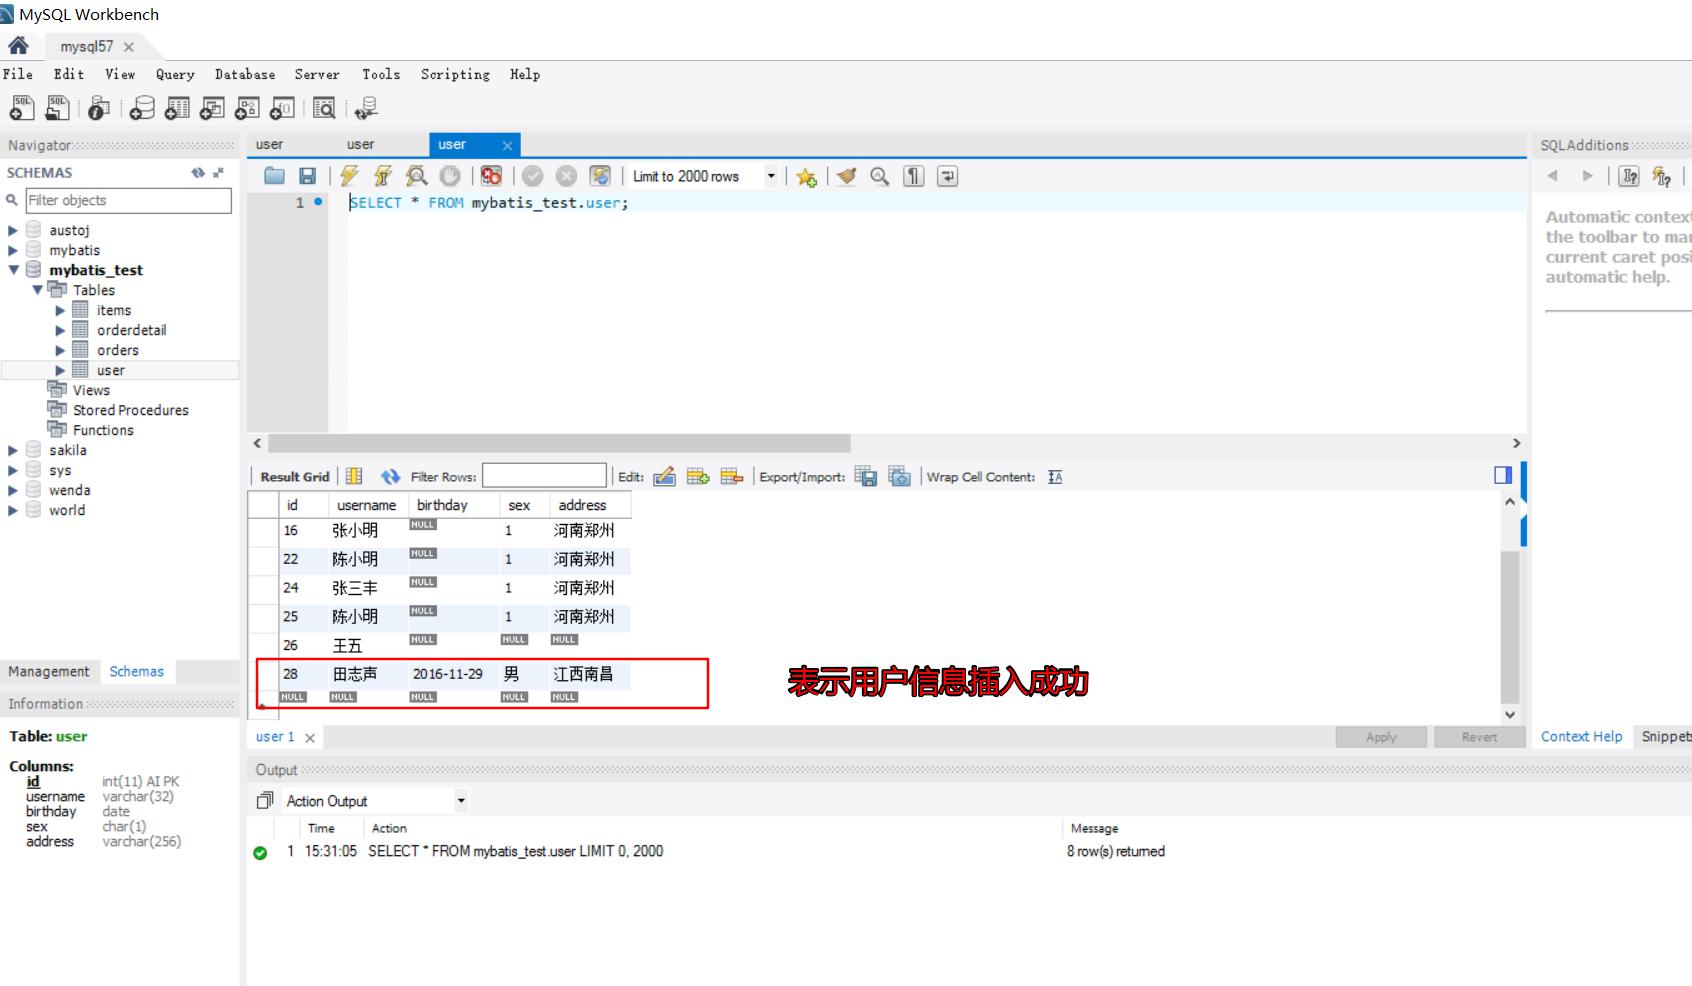 MySQL Workbench
mysql57
File Edit View Query Database Server Tools Scripting Help
Navigator
SCHEMAS
Filter objects
austoj
mybatis
mybatis_test
Tables
items
orderdetail
orders
user
Views
Stored Procedures
Functions
sakila
sys
wenda
world
Management Schemas
Information
Table: user
Columns:
id int(11) AI PK
username varchar(32)
birthday date
sex char(1)
address varchar(256)
user user user
Limit to 2000 rows
1 SELECT * FROM mybatis_test.user;
Result Grid Filter Rows: Edit: Export/Import: Wrap Cell Content:
id username birthday sex address
16 张小明 NULL 1 河南郑州
22 陈小明 NULL 1 河南郑州
24 张三丰 NULL 1 河南郑州
25 陈小明 NULL 1 河南郑州
26 王五 NULL NULL NULL
28 田志声 2016-11-29 男 江西南昌
NULL NULL NULL NULL NULL
表示用户信息插入成功
user 1 Apply Revert
Output
Action Output
Time Action Message
1 15:31:05 SELECT * FROM mybatis_test.user LIMIT 0, 2000 8 row(s) returned
SQLAdditions
Automatic context
the toolbar to man
current caret posi
automatic help.
Context Help Snippets